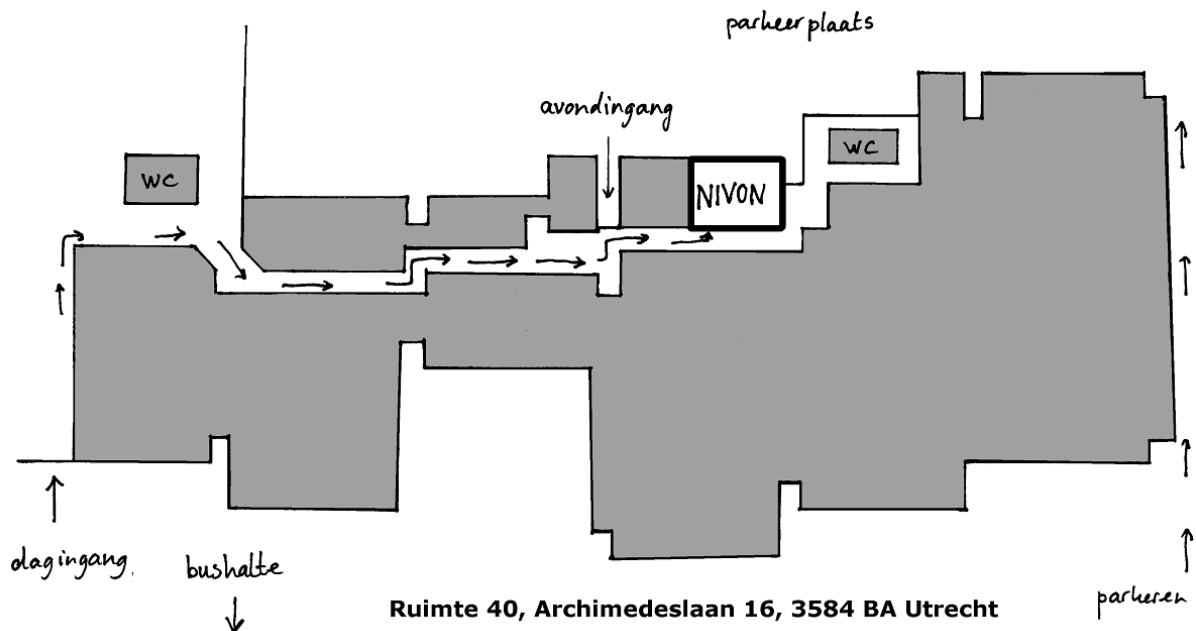 parkeerplaats
avondingang
WC
WC
NIVON
dagingang.
bushalte
parkeren
Ruimte 40, Archimedeslaan 16, 3584 BA Utrecht